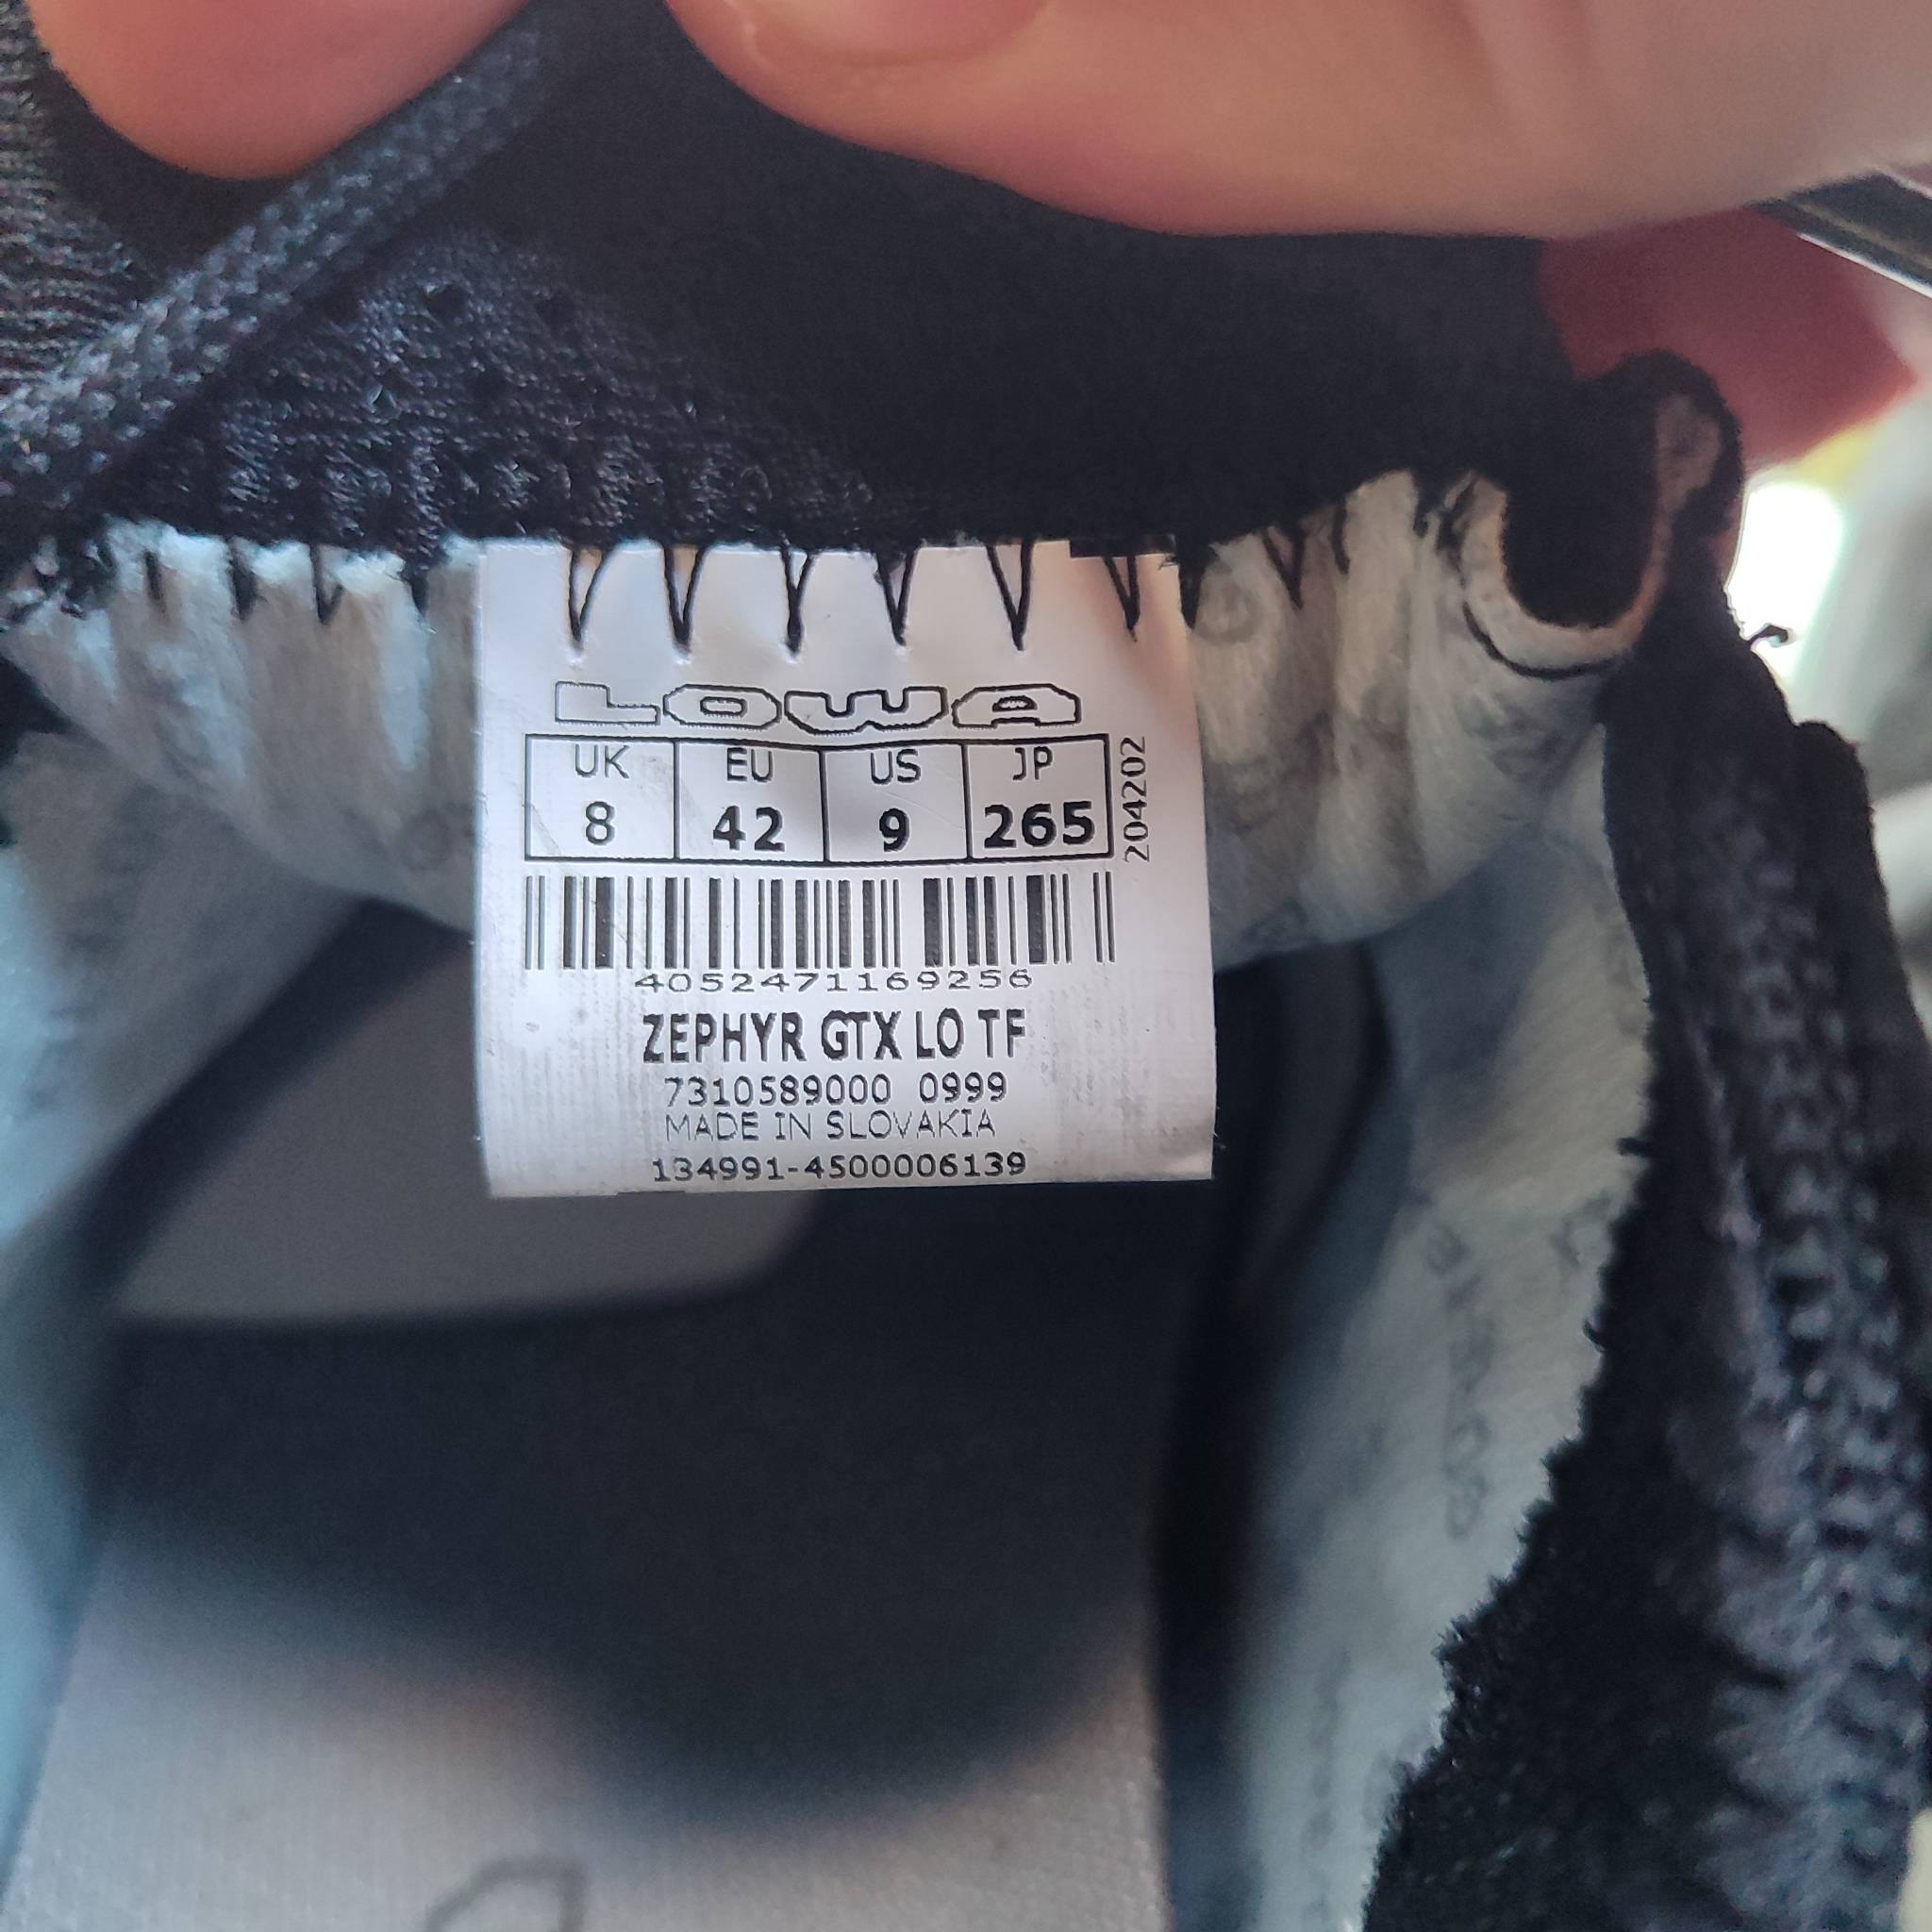 LOWA
UK EU US JP
8 42 9 265
204202
4052471169256
ZEPHYR GTX LO TF
7310589000 0999
MADE IN SLOVAKIA
134991-4500006139